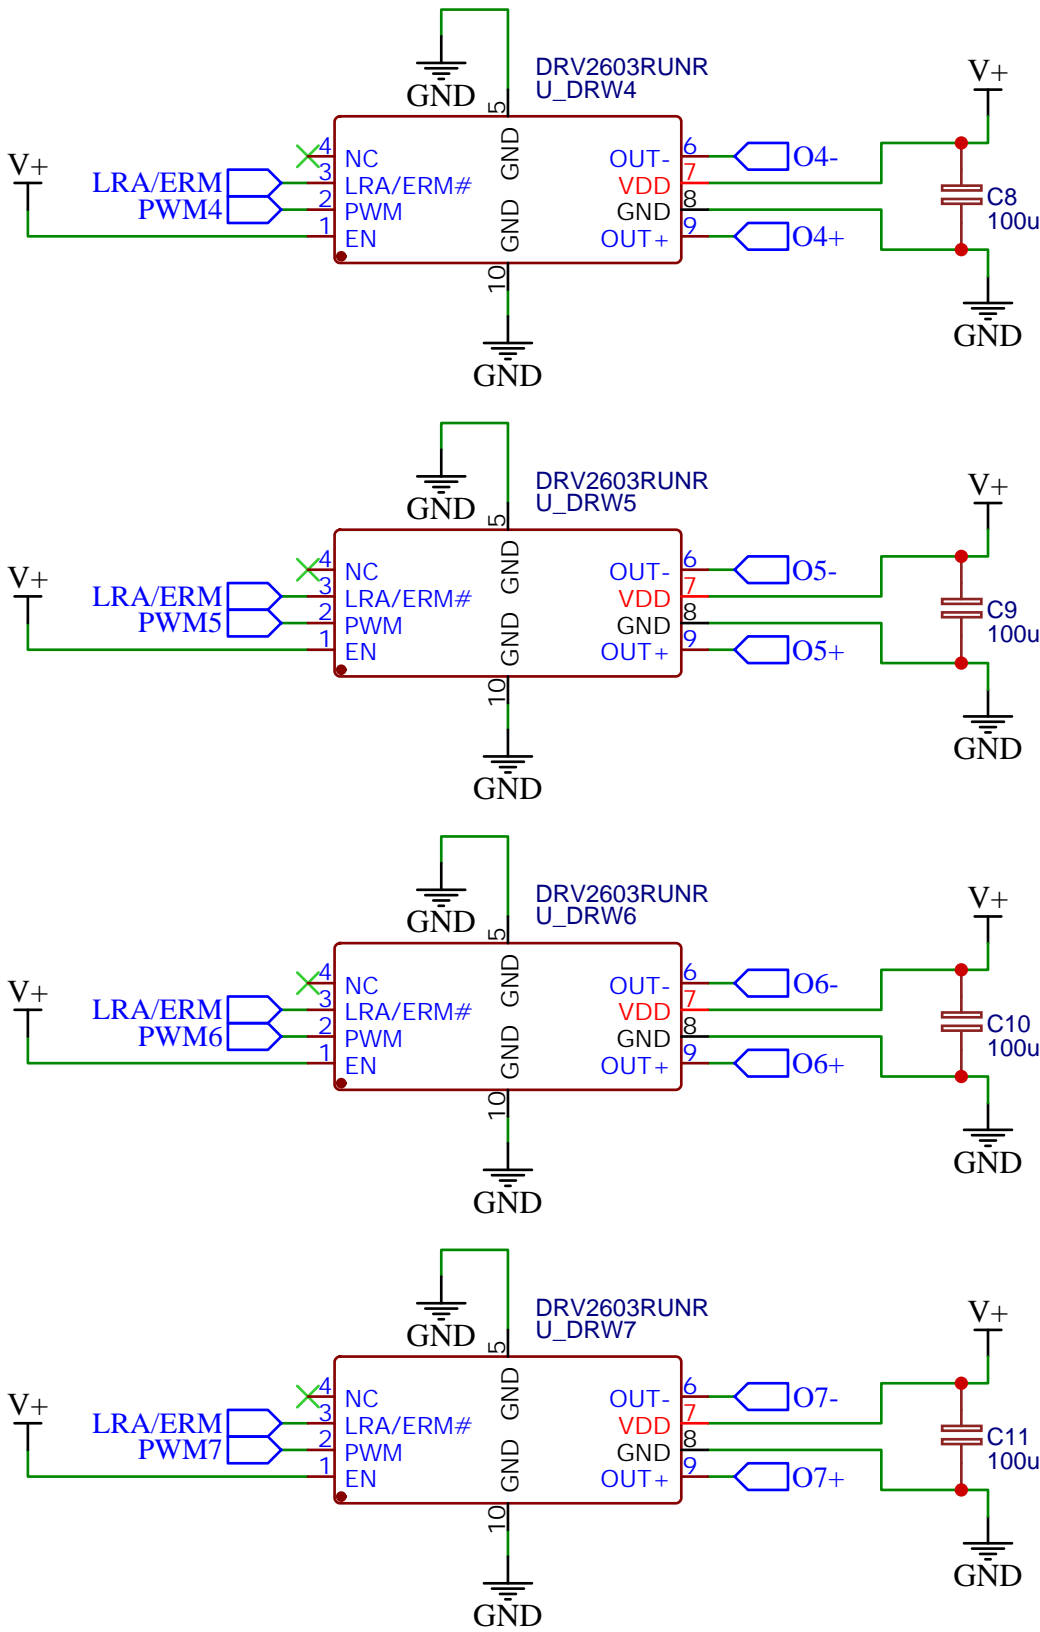 DRV2603RUNR
U_DRW4
GND
V+
V+
5
GND
4 NC
LRA/ERM 3 LRA/ERM#
PWM4 2 PWM
1 EN
GND
10
GND
OUT- 6 O4-
VDD 7
GND 8
OUT+ 9 O4+
C8
100u
GND
DRV2603RUNR
U_DRW5
GND
V+
V+
5
GND
4 NC
LRA/ERM 3 LRA/ERM#
PWM5 2 PWM
1 EN
GND
10
GND
OUT- 6 O5-
VDD 7
GND 8
OUT+ 9 O5+
C9
100u
GND
DRV2603RUNR
U_DRW6
GND
V+
V+
5
GND
4 NC
LRA/ERM 3 LRA/ERM#
PWM6 2 PWM
1 EN
GND
10
GND
OUT- 6 O6-
VDD 7
GND 8
OUT+ 9 O6+
C10
100u
GND
DRV2603RUNR
U_DRW7
GND
V+
V+
5
GND
4 NC
LRA/ERM 3 LRA/ERM#
PWM7 2 PWM
1 EN
GND
10
GND
OUT- 6 O7-
VDD 7
GND 8
OUT+ 9 O7+
C11
100u
GND